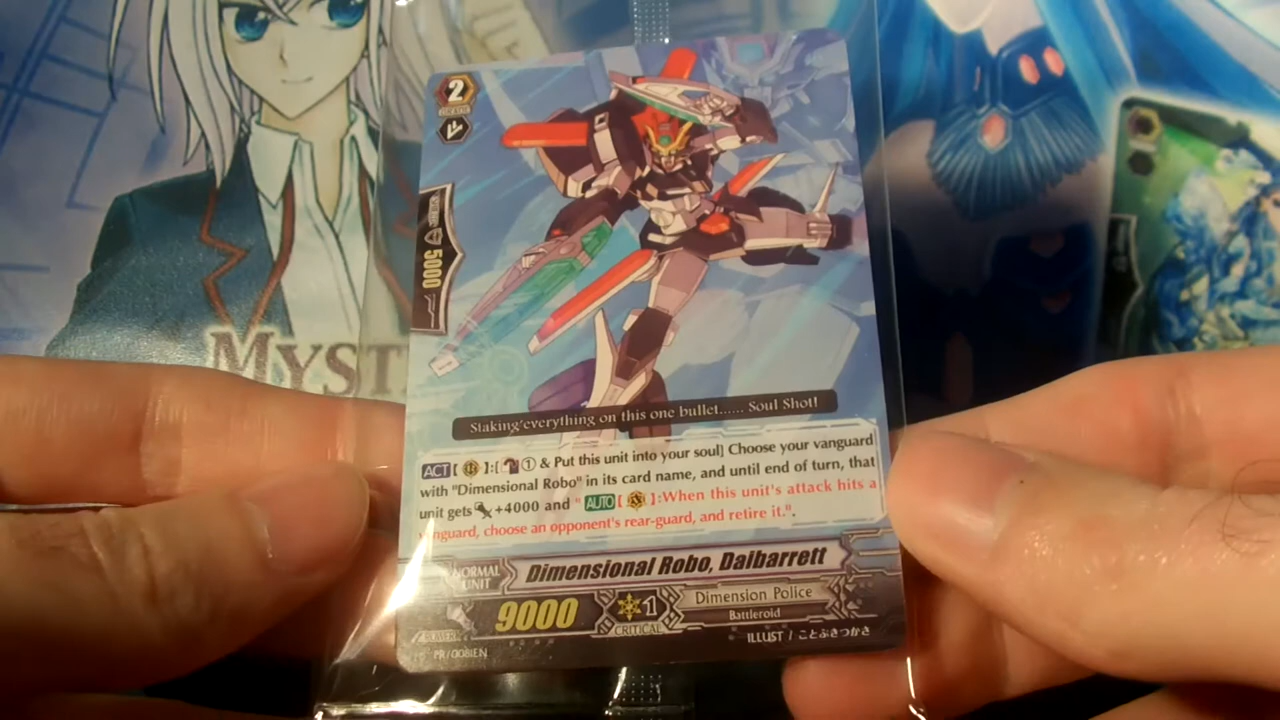 MYST
2
5000
Staking everything on this one bullet...... Soul Shot!
ACT【 】:[ ① & Put this unit into your soul] Choose your vanguard
with "Dimensional Robo" in its card name, and until end of turn, that
unit gets +4000 and "AUTO【 】:When this unit's attack hits a
vanguard, choose an opponent's rear-guard, and retire it.".
NORMAL UNIT
Dimensional Robo, Daibarrett
POWER 9000
1 CRITICAL
Dimension Police
Battleroid
PR/0081EN
ILLUST / ことぶきつかさ